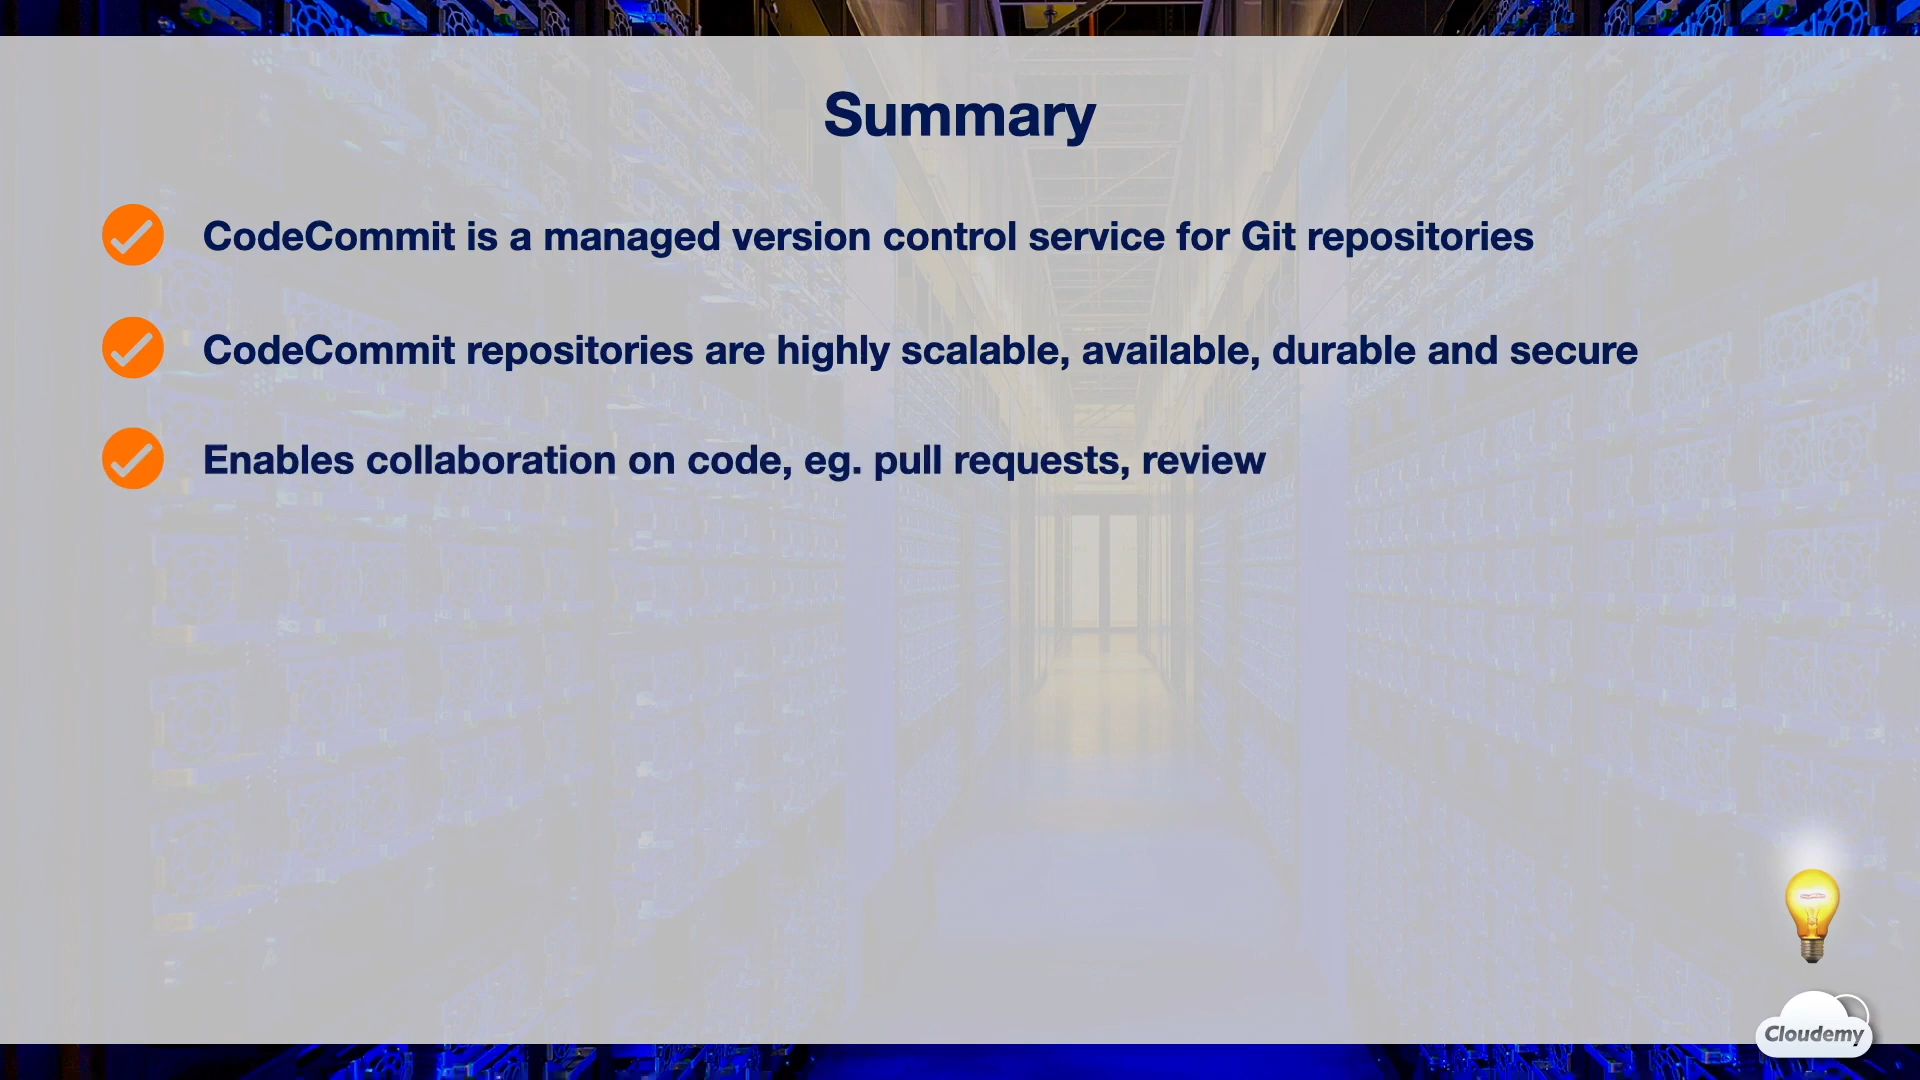 Summary
CodeCommit is a managed version control service for Git repositories
CodeCommit repositories are highly scalable, available, durable and secure
Enables collaboration on code, eg. pull requests, review
Cloudemy